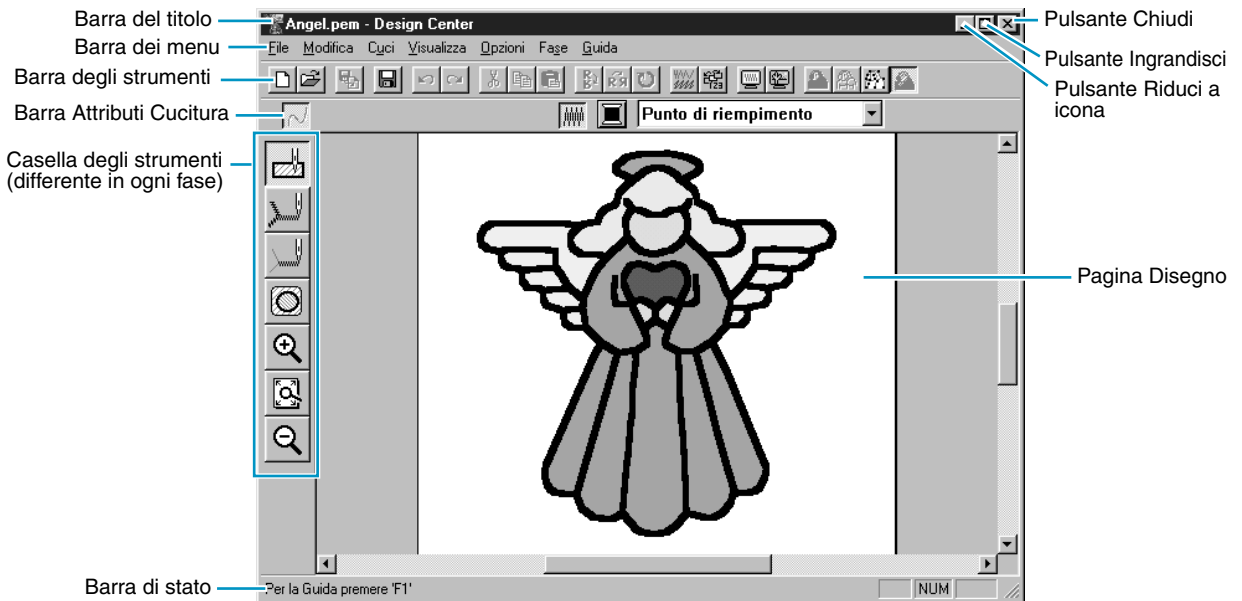 Barra del titolo
Angel.pem - Design Center
Pulsante Chiudi
Barra dei menu
File Modifica Cuci Visualizza Opzioni Fase Guida
Pulsante Ingrandisci
Barra degli strumenti
Pulsante Riduci a
icona
Barra Attributi Cucitura
Punto di riempimento
Casella degli strumenti
(differente in ogni fase)
Pagina Disegno
Barra di stato
Per la Guida premere 'F1'
NUM